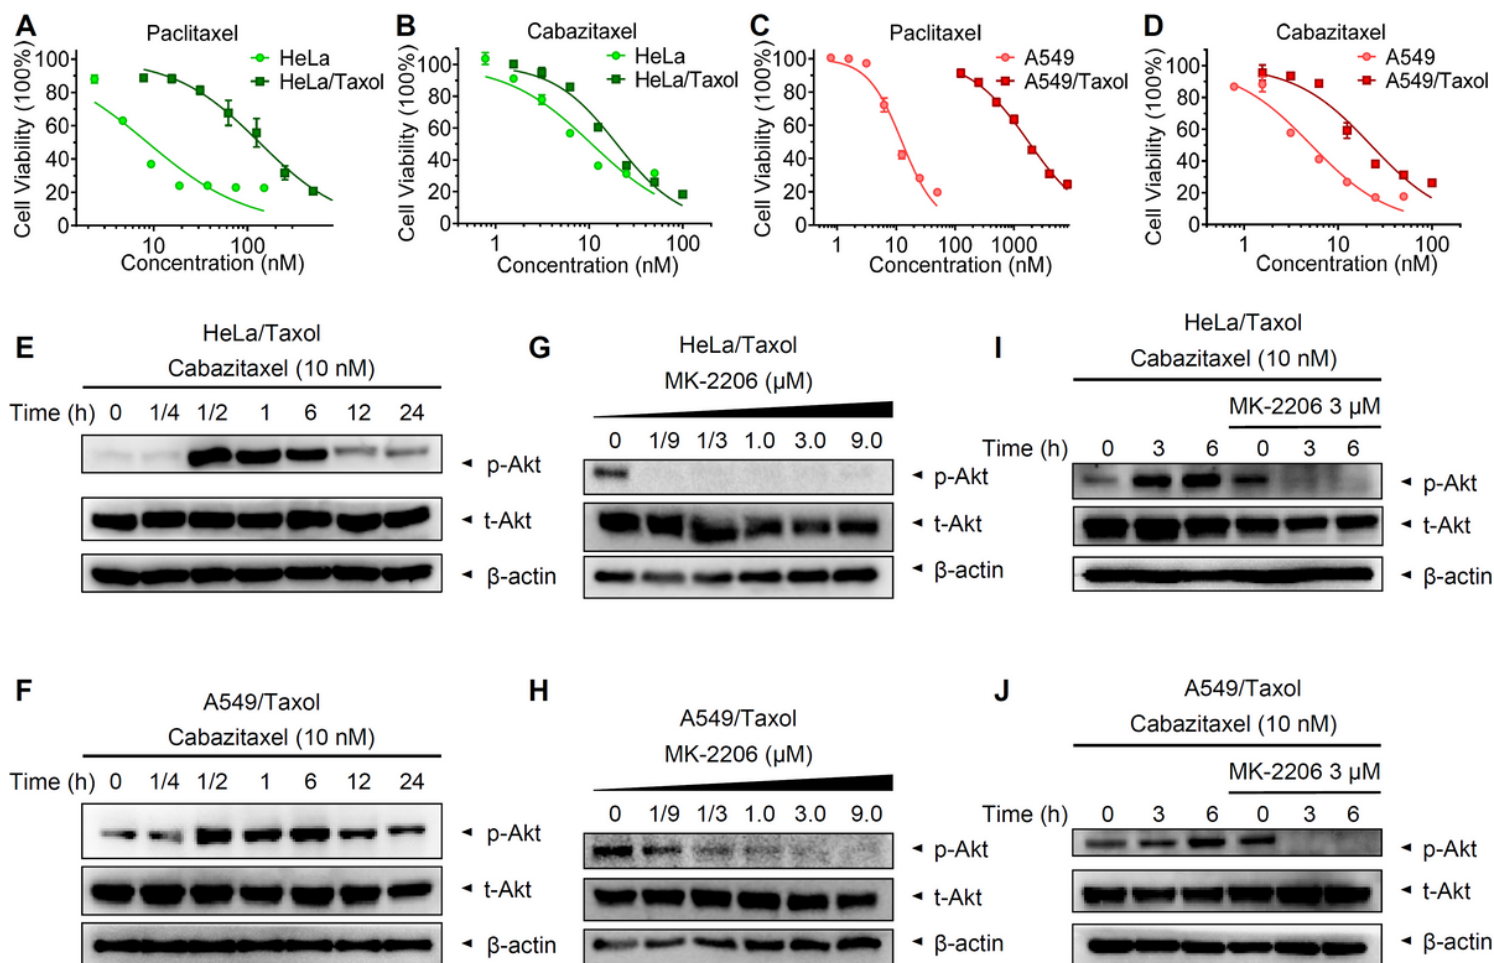 A
Paclitaxel
HeLa
HeLa/Taxol
Cell Viability (100%)
100
80
60
40
20
0
10
100
Concentration (nM)
B
Cabazitaxel
HeLa
HeLa/Taxol
Cell Viability (100%)
100
80
60
40
20
0
1
10
100
Concentration (nM)
C
Paclitaxel
A549
A549/Taxol
Cell Viability (100%)
100
80
60
40
20
0
1
10
100
1000
Concentration (nM)
D
Cabazitaxel
A549
A549/Taxol
Cell Viability (100%)
100
80
60
40
20
0
1
10
100
Concentration (nM)
E
HeLa/Taxol
Cabazitaxel (10 nM)
Time (h) 0 1/4 1/2 1 6 12 24
p-Akt
t-Akt
β-actin
G
HeLa/Taxol
MK-2206 (μM)
0 1/9 1/3 1.0 3.0 9.0
p-Akt
t-Akt
β-actin
I
HeLa/Taxol
Cabazitaxel (10 nM)
MK-2206 3 μM
Time (h) 0 3 6 0 3 6
p-Akt
t-Akt
β-actin
F
A549/Taxol
Cabazitaxel (10 nM)
Time (h) 0 1/4 1/2 1 6 12 24
p-Akt
t-Akt
β-actin
H
A549/Taxol
MK-2206 (μM)
0 1/9 1/3 1.0 3.0 9.0
p-Akt
t-Akt
β-actin
J
A549/Taxol
Cabazitaxel (10 nM)
MK-2206 3 μM
Time (h) 0 3 6 0 3 6
p-Akt
t-Akt
β-actin